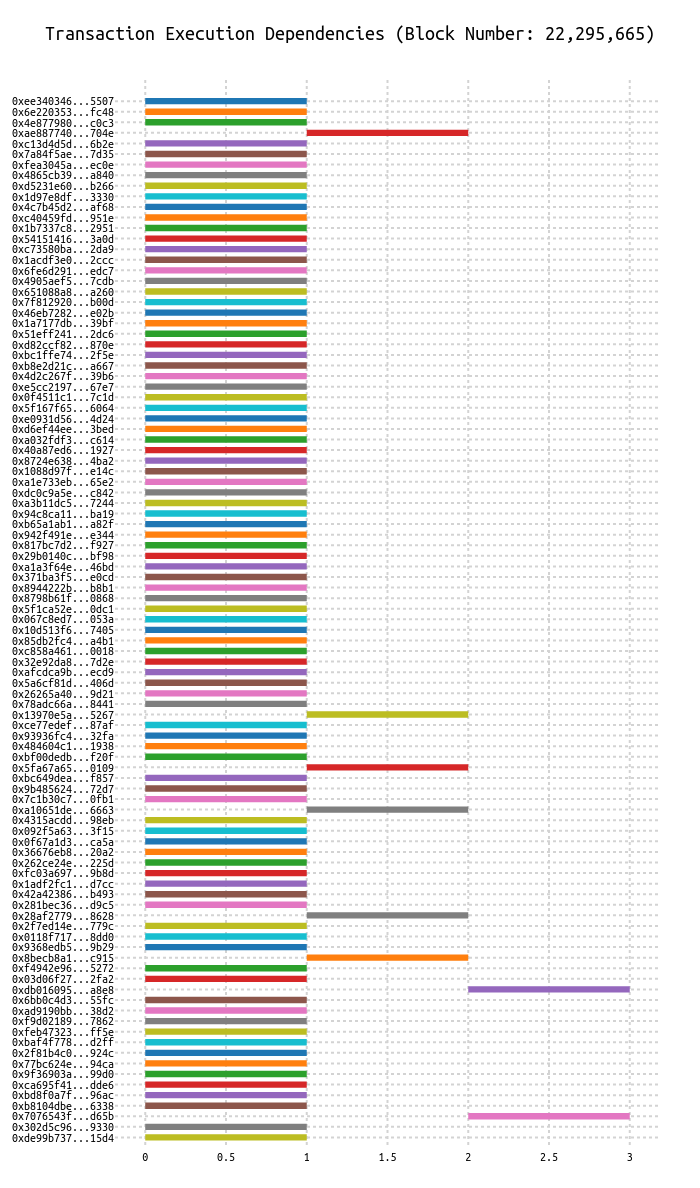 Transaction Execution Dependencies (Block Number: 22,295,665)
0xee340346...5507
0x6e220353...fc48
0x4e877980...c0c3
0xae887740...704e
0xc13d4d5d...6b2e
0x7a84f5ae...7d35
0xfea3045a...ec0e
0x4865cb39...a840
0xd5231e60...b266
0x1d97e8df...3330
0x4c7b45d2...af68
0xc40459fd...951e
0x1b7337c8...2951
0x54151416...3a0d
0xc73580ba...2da9
0x1acdf3e0...2ccc
0x6fe6d291...edc7
0x4905aef5...7cdb
0x651088a8...a260
0x7f812920...b00d
0x46eb7282...e02b
0x1a7177db...39bf
0x51eff241...2dc6
0xd82ccf82...870e
0xbc1ffe74...2f5e
0xb8e2d21c...a667
0x4d2c267f...39b6
0xe5cc2197...67e7
0x0f4511c1...7c1d
0x5f167f65...6064
0xe0931d56...4d24
0xd6ef44ee...3bed
0xa032fdf3...c614
0x40a87ed6...1927
0x8724e638...4ba2
0x1088d97f...e14c
0xa1e733eb...65e2
0xdc0c9a5e...c842
0xa3b11dc5...7244
0x94c8ca11...ba19
0xb65a1ab1...a82f
0x942f491e...e344
0x817bc7d2...f927
0x29b0140c...bf98
0xa1a3f64e...46bd
0x371ba3f5...e0cd
0x8944222b...b8b1
0x8798b61f...0868
0x5f1ca52e...0dc1
0x067c8ed7...053a
0x10d513f6...7405
0x85db2fc4...a4b1
0xc858a461...0018
0x32e92da8...7d2e
0xafcdca9b...ecd9
0x5a6cf81d...406d
0x26265a40...9d21
0x78adc66a...8441
0x13970e5a...5267
0xce77edef...87af
0x93936fc4...32fa
0x484604c1...1938
0xbf00dedb...f20f
0x5fa67a65...0109
0xbc649dea...f857
0x9b485624...72d7
0x7c1b30c7...0fb1
0xa10651de...6663
0x4315acdd...98eb
0x092f5a63...3f15
0x0f67a1d3...ca5a
0x36676eb8...20a2
0x262ce24e...225d
0xfc03a697...9b8d
0x1adf2fc1...d7cc
0x42a42386...b493
0x281bec36...d9c5
0x28af2779...8628
0x2f7ed14e...779c
0x0118f717...8dd0
0x9368edb5...9b29
0x8becb8a1...c915
0xf4942e96...5272
0x03d06f27...2fa2
0xdb016095...a8e8
0x6bb0c4d3...55fc
0xad9190bb...38d2
0xf9d02189...7862
0xfeb47323...ff5e
0xbaf4f778...d2ff
0x2f81b4c0...924c
0x77bc624e...94ca
0x9f36903a...99d0
0xca695f41...dde6
0xbd8f0a7f...96ac
0xb8104dbe...6338
0x7076543f...d65b
0x302d5c96...9330
0xde99b737...15d4
0 0.5 1 1.5 2 2.5 3